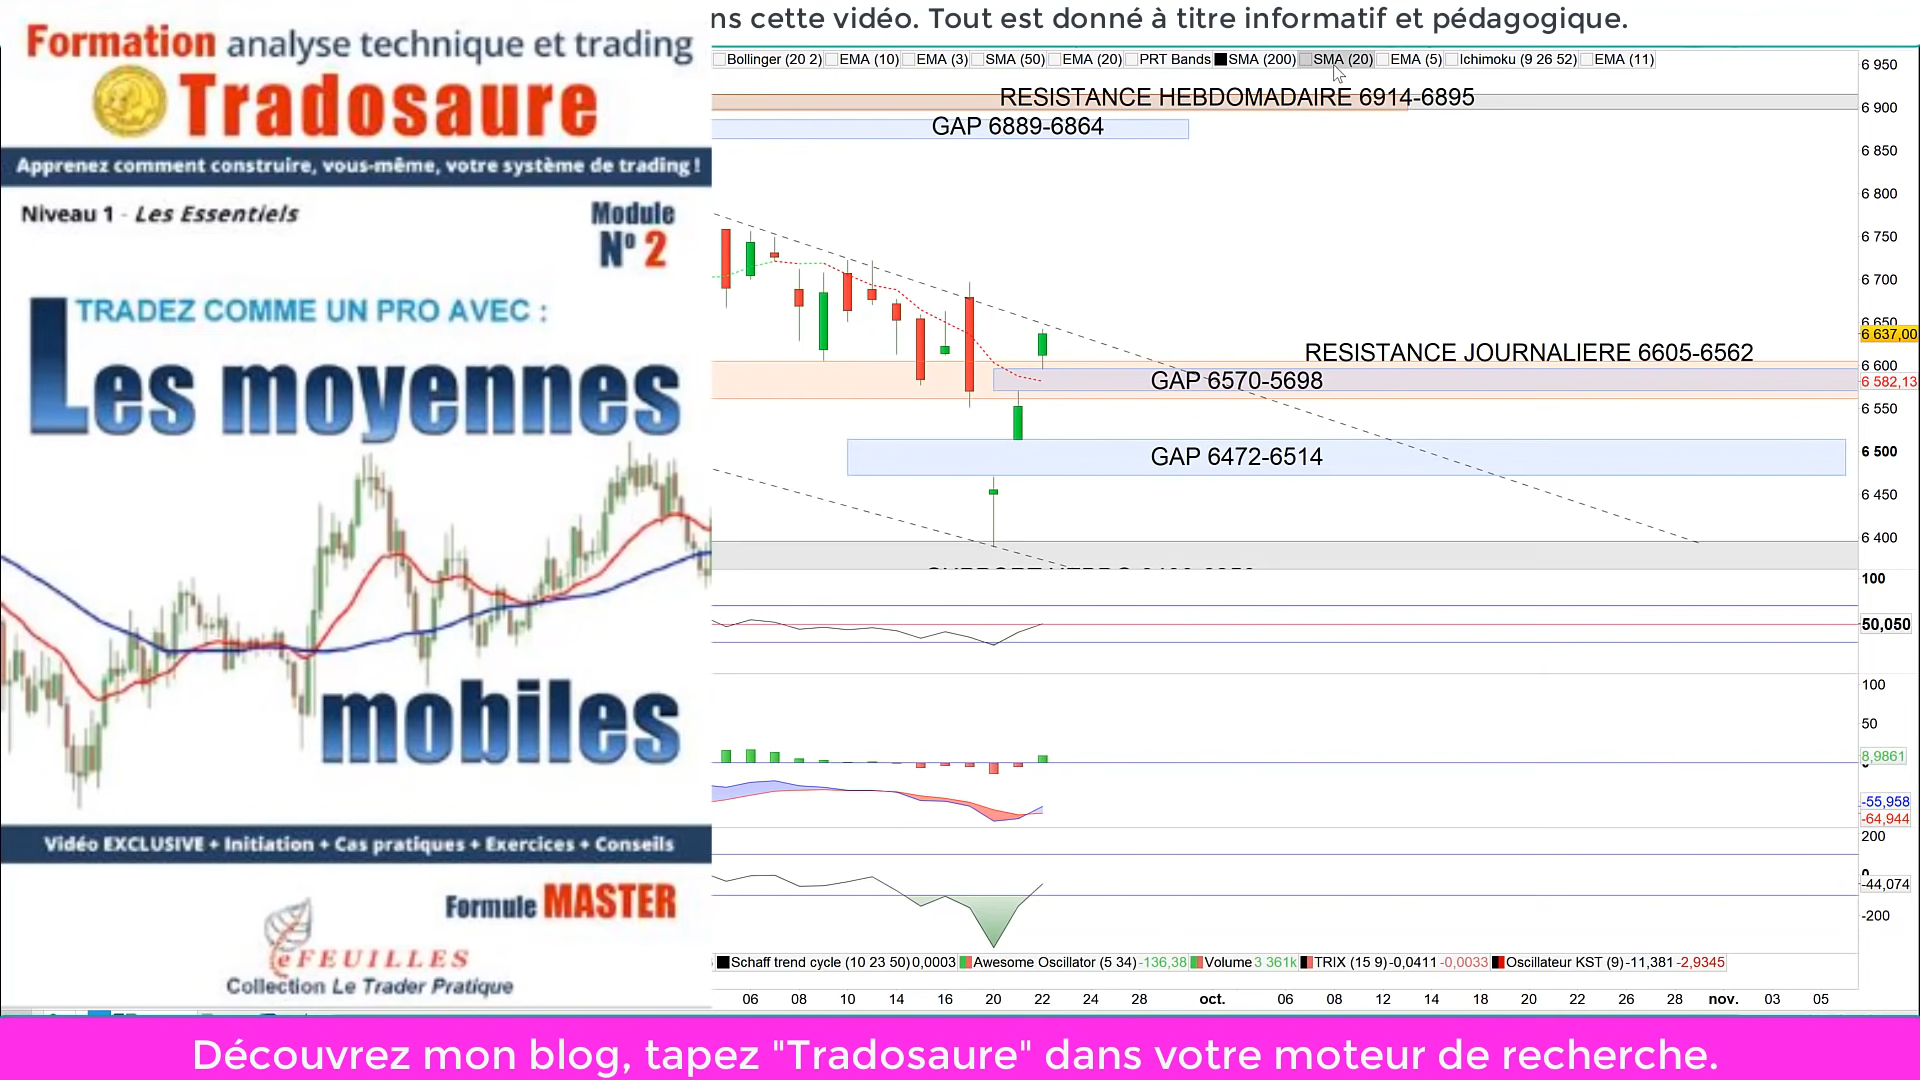 ns cette vidéo. Tout est donné à titre informatif et pédagogique.
Formation analyse technique et trading
Tradosaure
Apprenez comment construire, vous-même, votre système de trading !
Niveau 1 - Les Essentiels
Module
N° 2
TRADEZ COMME UN PRO AVEC :
Les moyennes
mobiles
Vidéo EXCLUSIVE + Initiation + Cas pratiques + Exercices + Conseils
Formule MASTER
eFEUILLES
Collection Le Trader Pratique
Bollinger (20 2) EMA (10) EMA (3) SMA (50) EMA (20) PRT Bands SMA (200) SMA (20) EMA (5) Ichimoku (9 26 52) EMA (11)
RESISTANCE HEBDOMADAIRE 6914-6895
GAP 6889-6864
RESISTANCE JOURNALIERE 6605-6562
GAP 6570-5698
GAP 6472-6514
6 950
6 900
6 850
6 800
6 750
6 700
6 650
6 637,00
6 600
6 582,13
6 550
6 500
6 450
6 400
100
50,050
100
50
8,9861
-55,958
-64,944
200
-44,074
-200
Schaff trend cycle (10 23 50) 0,0003 Awesome Oscillator (5 34) -136,38 Volume 3 361k TRIX (15 9) -0,0411 -0,0033 Oscillateur KST (9) -11,381 -2,9345
06 08 10 14 16 20 22 24 28 oct. 06 08 12 14 16 20 22 26 28 nov. 03 05
Découvrez mon blog, tapez "Tradosaure" dans votre moteur de recherche.